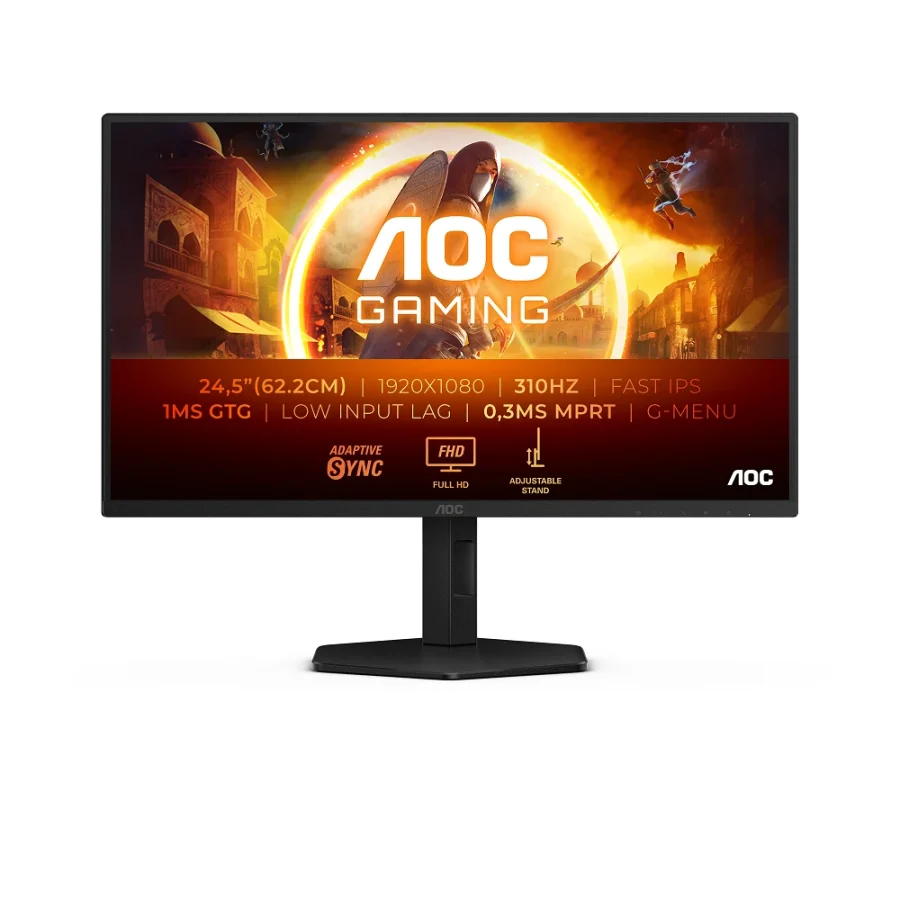 AOC
GAMING
24,5”(62.2CM) | 1920X1080 | 310HZ | FAST IPS
1MS GTG | LOW INPUT LAG | 0,3MS MPRT | G-MENU
ADAPTIVE
SYNC
FHD
FULL HD
ADJUSTABLE
STAND
AOC
AOC